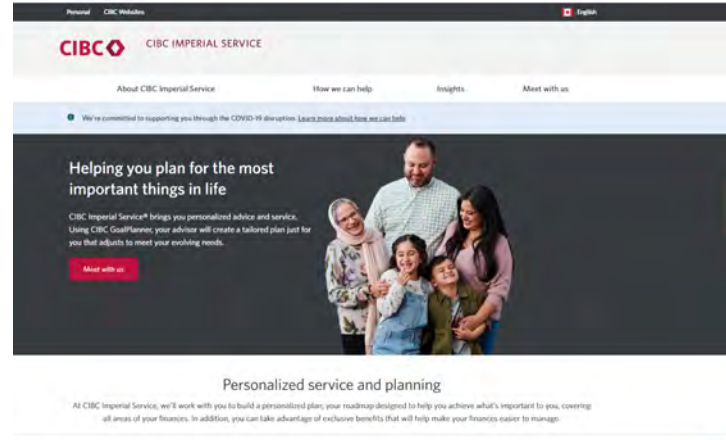 Personal CIBC Websites English
CIBC CIBC IMPERIAL SERVICE
About CIBC Imperial Service How we can help Insights Meet with us
We're committed to supporting you through the COVID-19 disruption. Learn more about how we can help
Helping you plan for the most
important things in life
CIBC Imperial Service® brings you personalized advice and service.
Using CIBC GoalPlanner, your advisor will create a tailored plan just for
you that adjusts to meet your evolving needs.
Meet with us
Personalized service and planning
At CIBC Imperial Service, we'll work with you to build a personalized plan; your roadmap designed to help you achieve what's important to you, covering
all areas of your finances. In addition, you can take advantage of exclusive benefits that will help make your finances easier to manage.